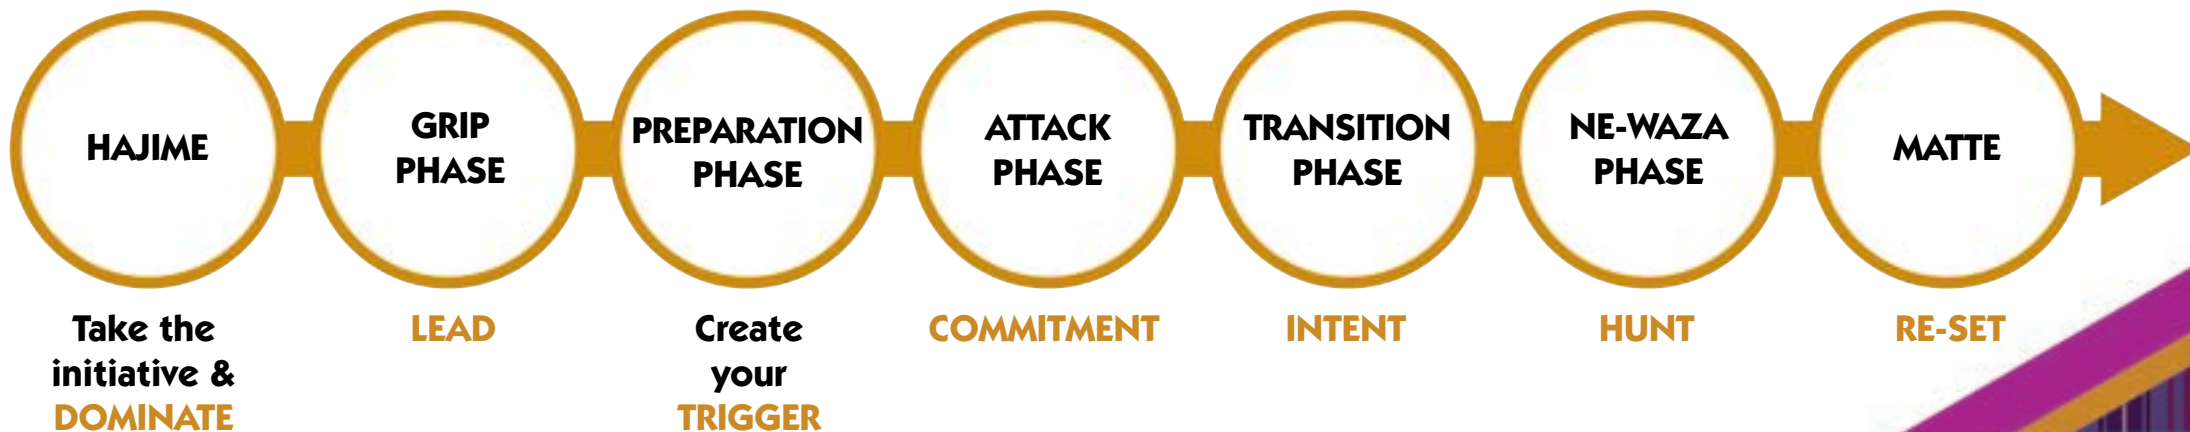 HAJIME
GRIP
PHASE
PREPARATION
PHASE
ATTACK
PHASE
TRANSITION
PHASE
NE-WAZA
PHASE
MATTE
Take the
initiative &
DOMINATE
LEAD
Create
your
TRIGGER
COMMITMENT
INTENT
HUNT
RE-SET